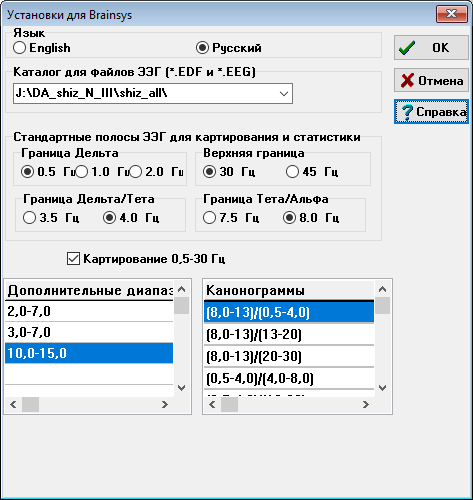 Установки для Brainsys
Язык
English Русский
OK
Каталог для файлов ЭЭГ (*.EDF и *.EEG)
Отмена
J:\DA_shiz_N_III\shiz_all\
Справка
Стандартные полосы ЭЭГ для картирования и статистики
Граница Дельта Верхняя граница
0.5 Гц 1.0 Гц 2.0 Гц 30 Гц 45 Гц
Граница Дельта/Тета Граница Тета/Альфа
3.5 Гц 4.0 Гц 7.5 Гц 8.0 Гц
Картирование 0,5-30 Гц
Дополнительные диапаз Канонограммы
2,0-7,0 (8,0-13)/(0,5-4,0)
3,0-7,0 (8,0-13)/(13-20)
10,0-15,0 (8,0-13)/(20-30)
(0,5-4,0)/(4,0-8,0)